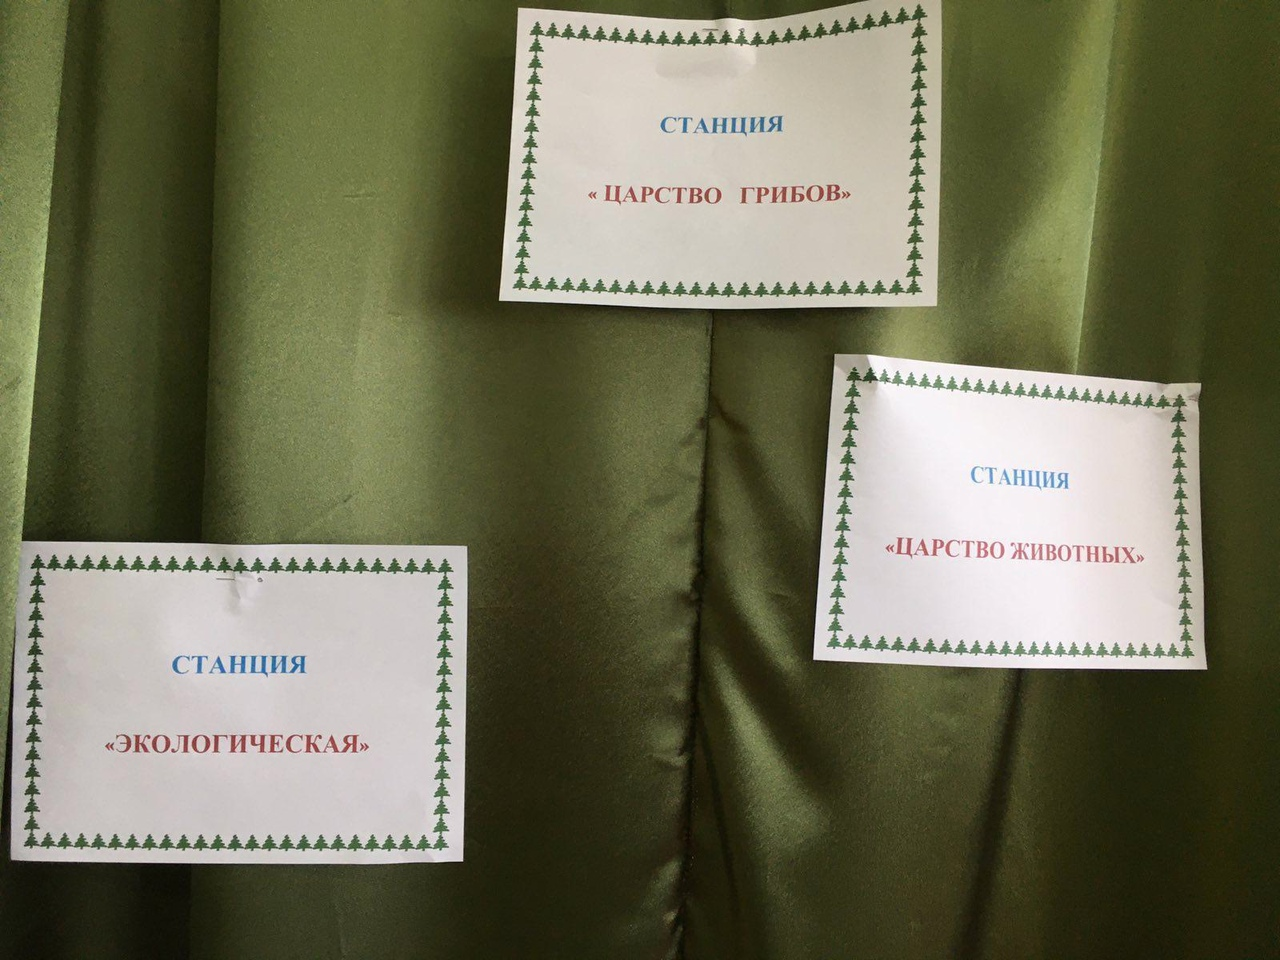 СТАНЦИЯ
« ЦАРСТВО ГРИБОВ»
СТАНЦИЯ
«ЦАРСТВО ЖИВОТНЫХ»
СТАНЦИЯ
«ЭКОЛОГИЧЕСКАЯ»